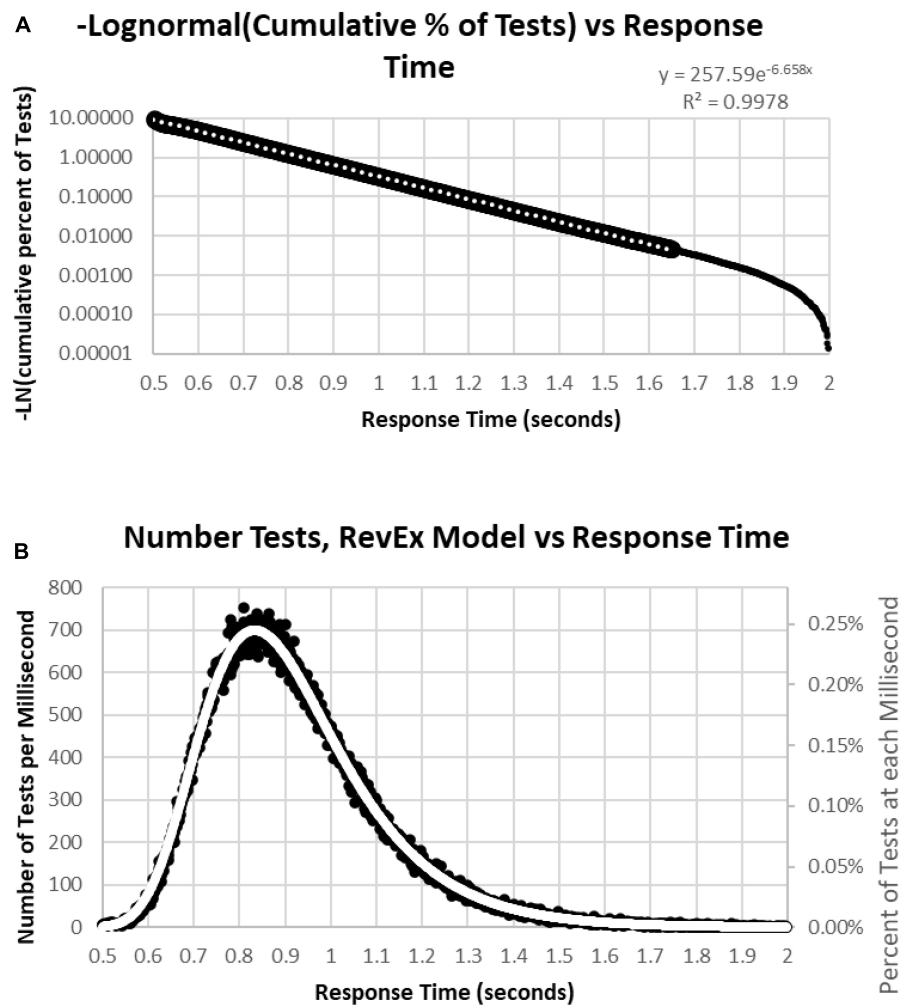 A
-Lognormal(Cumulative % of Tests) vs Response
Time
y = 257.59e^-6.658x
R² = 0.9978
-LN(cumulative percent of Tests)
10.00000
1.00000
0.10000
0.01000
0.00100
0.00010
0.00001
0.5 0.6 0.7 0.8 0.9 1 1.1 1.2 1.3 1.4 1.5 1.6 1.7 1.8 1.9 2
Response Time (seconds)
B
Number Tests, RevEx Model vs Response Time
Number of Tests per Millisecond
800
700
600
500
400
300
200
100
0
0.25%
0.20%
0.15%
0.10%
0.05%
0.00%
Percent of Tests at each Millisecond
0.5 0.6 0.7 0.8 0.9 1 1.1 1.2 1.3 1.4 1.5 1.6 1.7 1.8 1.9 2
Response Time (seconds)